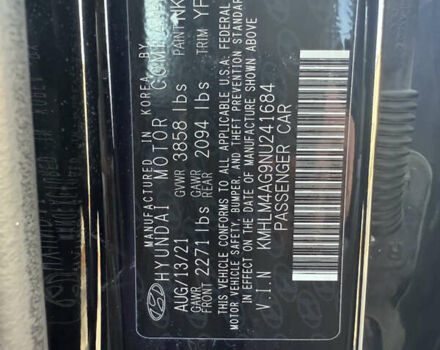 MANUFACTURED IN KOREA BY
HYUNDAI MOTOR
AUG/13/21 GVWR 3858 lbs PAINT
GAWR FRONT 2271 lbs GAWR REAR 2094 lbs TRIM
THIS VEHICLE CONFORMS TO ALL APPLICABLE U.S.A. FEDERAL
MOTOR VEHICLE SAFETY, BUMPER, AND THEFT PREVENTION STANDARDS
IN EFFECT ON THE DATE OF MANUFACTURE SHOWN ABOVE
V.I.N KMHLM4AG9NU241684
PASSENGER CAR